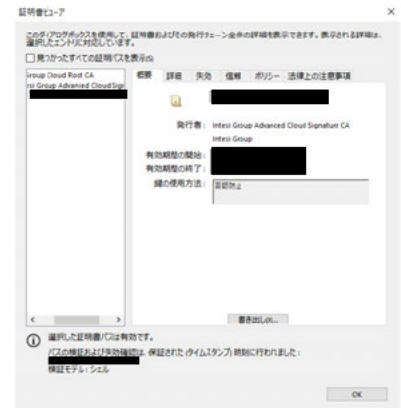 証明書ビューア
このダイアログボックスを使用して、証明書およびその発行チェーン全体の詳細を表示できます。表示される詳細は、
選択したエントリに対応しています。
見つかったすべての証明パスを表示(S)
Group Cloud Root CA
Intesi Group Advanced Cloud Sign
概要 詳細 失効 信頼 ポリシー 法律上の注意事項
発行者: Intesi Group Advanced Cloud Signature CA
Intesi Group
有効期間の開始:
有効期間の終了:
鍵の使用方法: 否認防止
書き出し(X)...
選択した証明書パスは有効です。
パスの検証および失効確認は、保証された (タイムスタンプ) 時刻に行われました:
検証モデル: シェル
OK